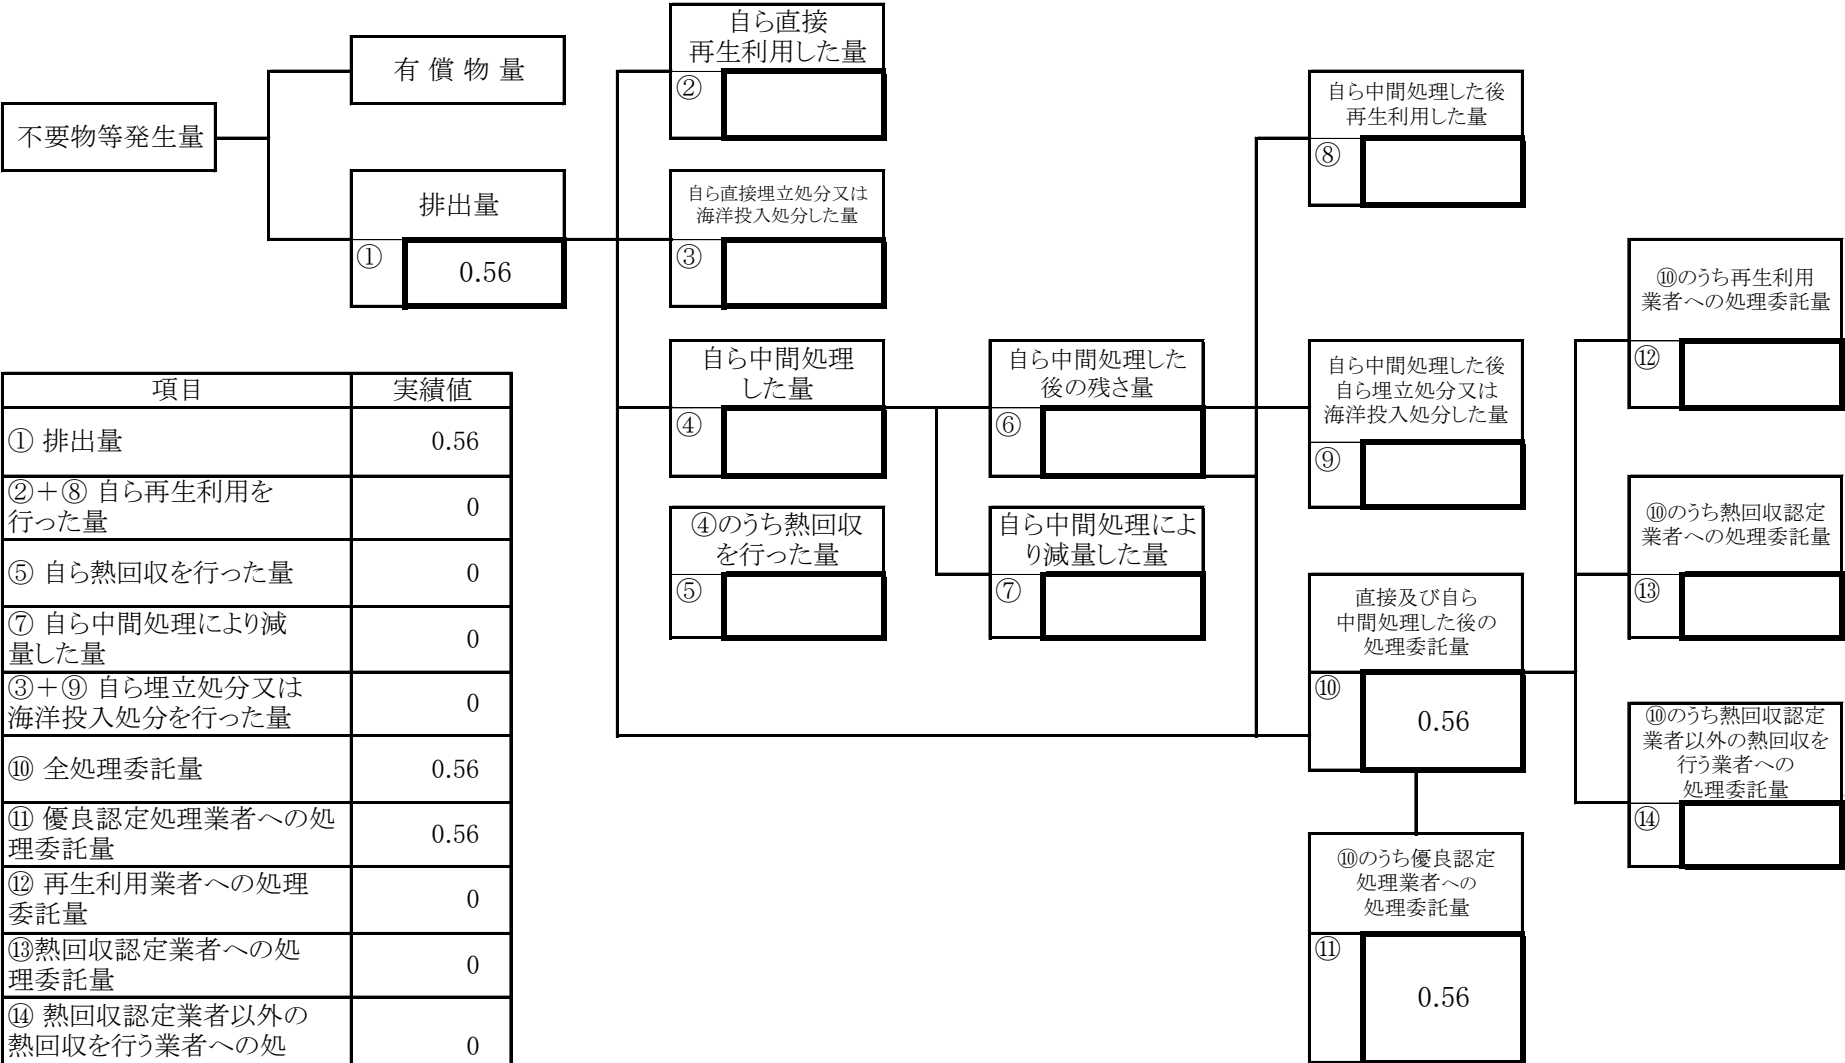 不要物等発生量
有 償 物 量
排出量
①
0.56
自ら直接
再生利用した量
②
自ら直接埋立処分又は
海洋投入処分した量
③
自ら中間処理
した量
④
④のうち熱回収
を行った量
⑤
自ら中間処理した
後の残さ量
⑥
自ら中間処理によ
り減量した量
⑦
自ら中間処理した後
再生利用した量
⑧
自ら中間処理した後
自ら埋立処分又は
海洋投入処分した量
⑨
直接及び自ら
中間処理した後の
処理委託量
⑩
0.56
⑩のうち優良認定
処理業者への
処理委託量
⑪
0.56
⑩のうち再生利用
業者への処理委託量
⑫
⑩のうち熱回収認定
業者への処理委託量
⑬
⑩のうち熱回収認定
業者以外の熱回収を
行う業者への
処理委託量
⑭
項目 実績値
① 排出量 0.56
②＋⑧ 自ら再生利用を
行った量 0
⑤ 自ら熱回収を行った量 0
⑦ 自ら中間処理により減
量した量 0
③＋⑨ 自ら埋立処分又は
海洋投入処分を行った量 0
⑩ 全処理委託量 0.56
⑪ 優良認定処理業者への処
理委託量 0.56
⑫ 再生利用業者への処理
委託量 0
⑬熱回収認定業者への処
理委託量 0
⑭ 熱回収認定業者以外の
熱回収を行う業者への処 0